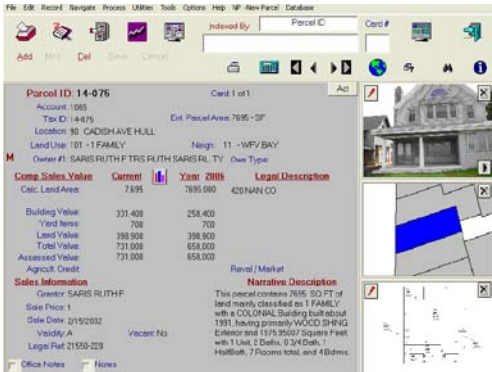 File Edit Record Navigate Process Utilities Tools Options Help NP -New Parcel Database
Indexed By Parcel ID Card #
Add Mod Del Save Cancel
Parcel ID: 14-076 Card 1 of 1 Act
Account: 1065
Tax ID: 14-076 Ent. Parcel Area: 7695 - SF
Location: 90 CADISH AVE HULL
Land Use: 101 - 1 FAMILY Neigh: 11 - WFV BAY
M Owner #1: SARIS RUTH F TRS RUTH SARIS RL TY Own Type:
Comp Sales Value Current Year 2006 Legal Description
Calc. Land Area: 7,695 7695.000 420 NAN CO
Building Value: 331,400 258,400
Yard Items: 700 700
Land Value: 398,900 398,900
Total Value: 731,000 658,000
Assessed Value: 731,000 658,000
Agricult. Credit: Reval / Market
Sales Information Narrative Description
Grantor: SARIS RUTH F
Sale Price: 1
Sale Date: 2/15/2002
Validity: A Vacant: No
Legal Ref: 21550-228
This parcel contains 7695 SQ FT of
land mainly classified as 1 FAMILY
with a COLONIAL Building built about
1991, having primarily WOOD SHING
Exterior and 1975.95007 Square Feet,
with 1 Unit, 2 Baths, 0 3/4 Bath, 1
HalfBath, 7 Rooms total, and 4 Bdrms.
Office Notes Notes